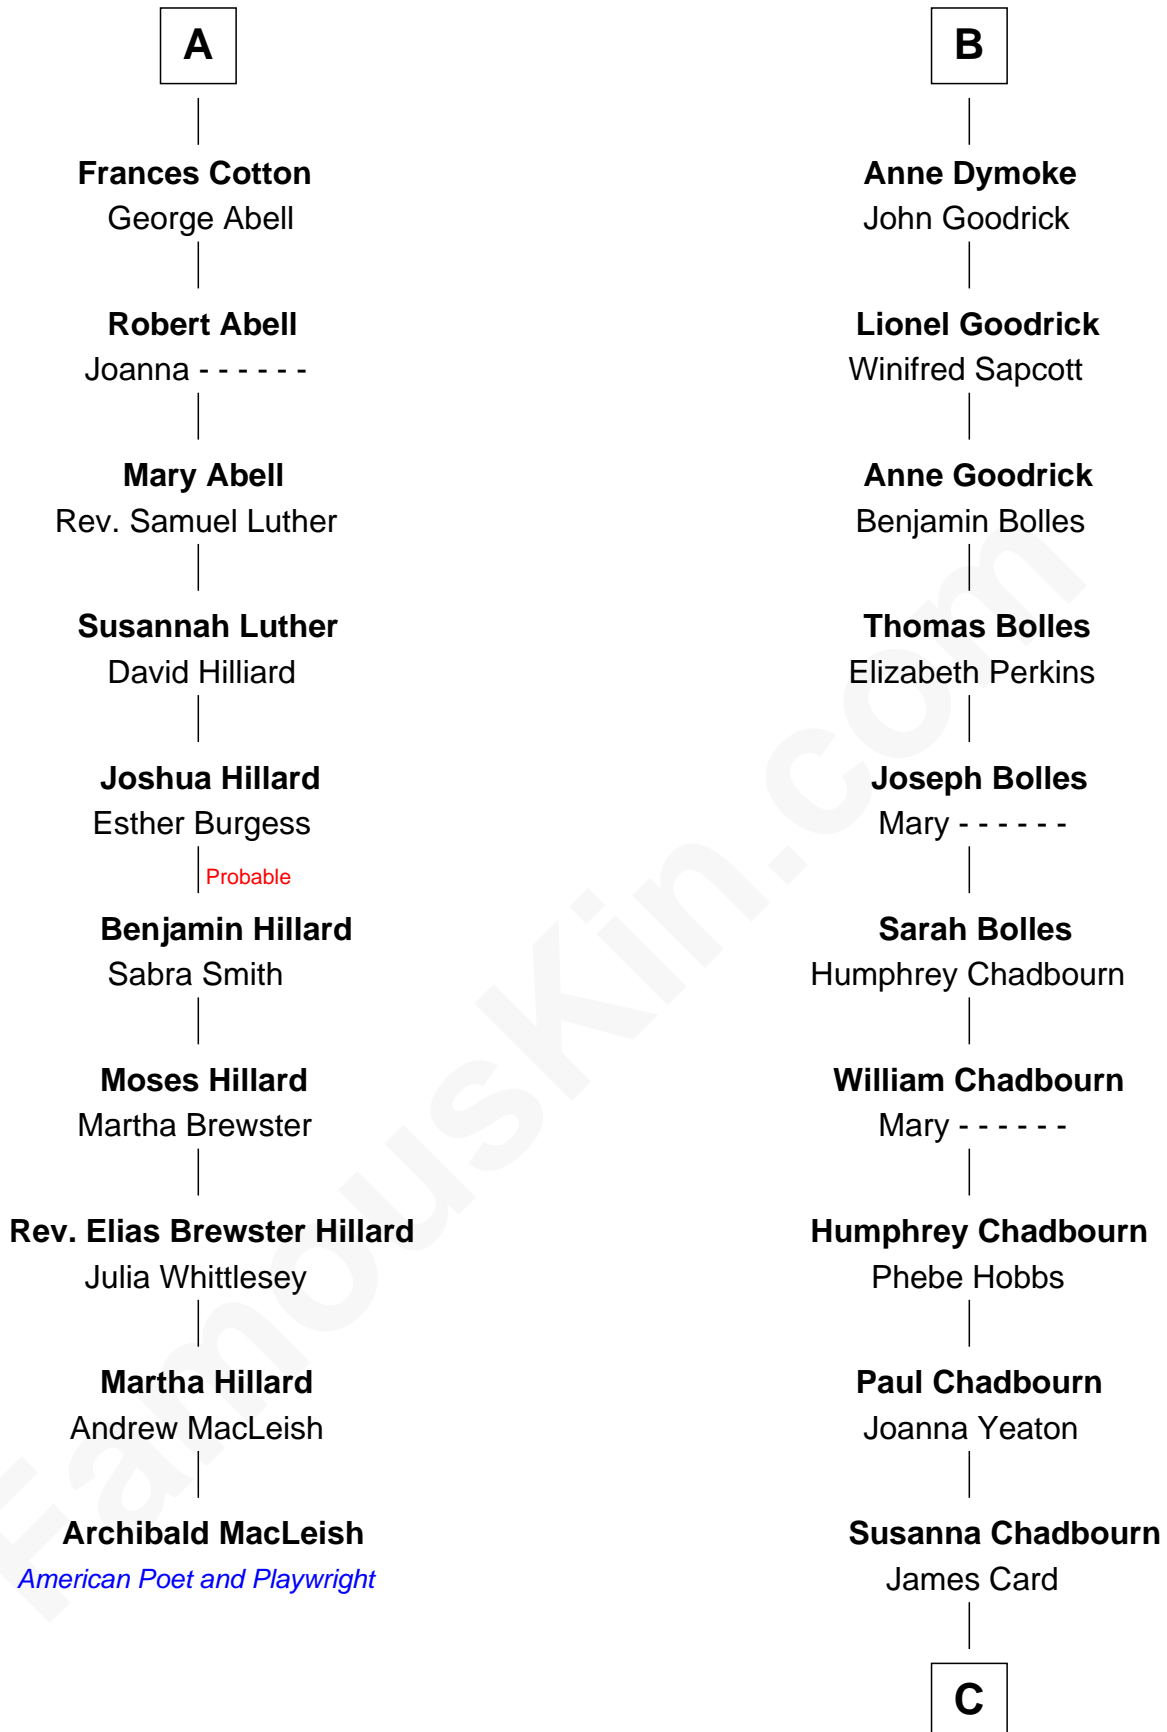 A
Frances Cotton
George Abell
Robert Abell
Joanna - - - - - -
Mary Abell
Rev. Samuel Luther
Susannah Luther
David Hilliard
Joshua Hillard
Esther Burgess
Probable
Benjamin Hillard
Sabra Smith
Moses Hillard
Martha Brewster
Rev. Elias Brewster Hillard
Julia Whittlesey
Martha Hillard
Andrew MacLeish
Archibald MacLeish
American Poet and Playwright
B
Anne Dymoke
John Goodrick
Lionel Goodrick
Winifred Sapcott
Anne Goodrick
Benjamin Bolles
Thomas Bolles
Elizabeth Perkins
Joseph Bolles
Mary - - - - - -
Sarah Bolles
Humphrey Chadbourn
William Chadbourn
Mary - - - - - -
Humphrey Chadbourn
Phebe Hobbs
Paul Chadbourn
Joanna Yeaton
Susanna Chadbourn
James Card
C
FamousKin.com